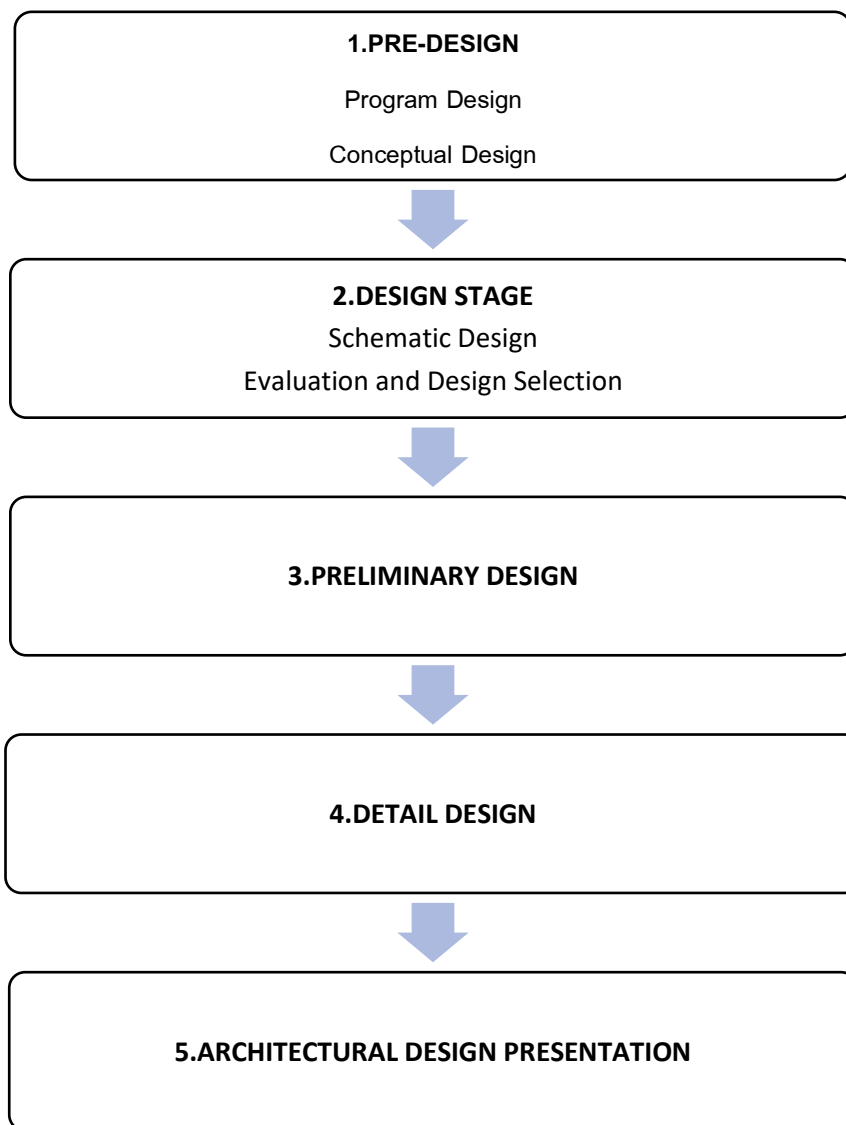 1.PRE-DESIGN
Program Design
Conceptual Design
2.DESIGN STAGE
Schematic Design
Evaluation and Design Selection
3.PRELIMINARY DESIGN
4.DETAIL DESIGN
5.ARCHITECTURAL DESIGN PRESENTATION